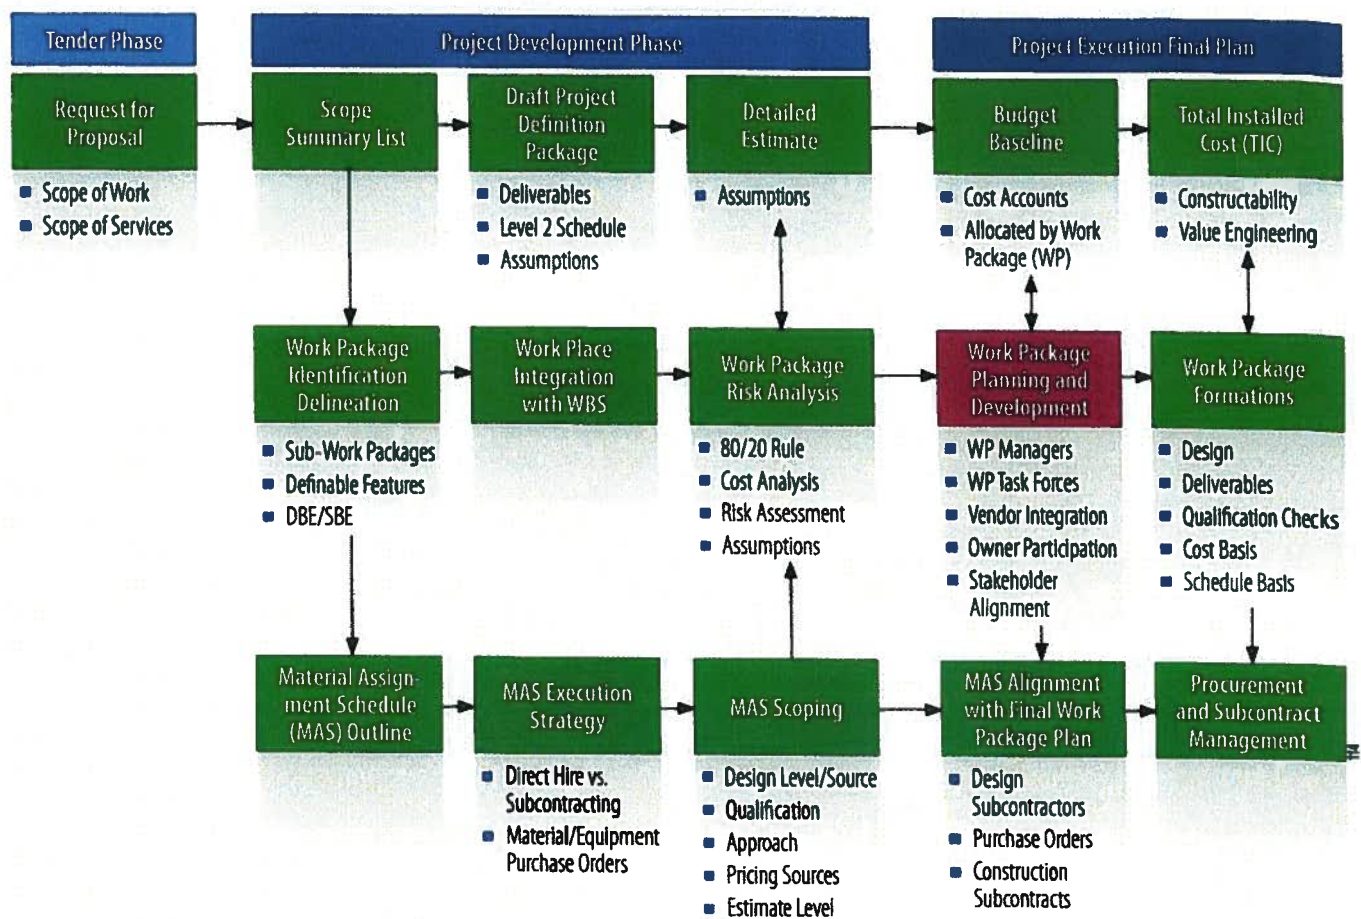 Tender Phase
Project Development Phase
Project Execution Final Plan
Request for
Proposal
Scope of Work
Scope of Services
Scope
Summary List
Draft Project
Definition
Package
Deliverables
Level 2 Schedule
Assumptions
Detailed
Estimate
Assumptions
Budget
Baseline
Cost Accounts
Allocated by Work
Package (WP)
Total Installed
Cost (TIC)
Constructability
Value Engineering
Work Package
Identification
Delineation
Sub-Work Packages
Definable Features
DBE/SBE
Work Place
Integration
with WBS
Work Package
Risk Analysis
80/20 Rule
Cost Analysis
Risk Assessment
Assumptions
Work Package
Planning and
Development
WP Managers
WP Task Forces
Vendor Integration
Owner Participation
Stakeholder
Alignment
Work Package
Formations
Design
Deliverables
Qualification Checks
Cost Basis
Schedule Basis
Material Assign-
ment Schedule
(MAS) Outline
MAS Execution
Strategy
Direct Hire vs.
Subcontracting
Material/Equipment
Purchase Orders
MAS Scoping
Design Level/Source
Qualification
Approach
Pricing Sources
Estimate Level
MAS Alignment
with Final Work
Package Plan
Design
Subcontractors
Purchase Orders
Construction
Subcontracts
Procurement
and Subcontract
Management